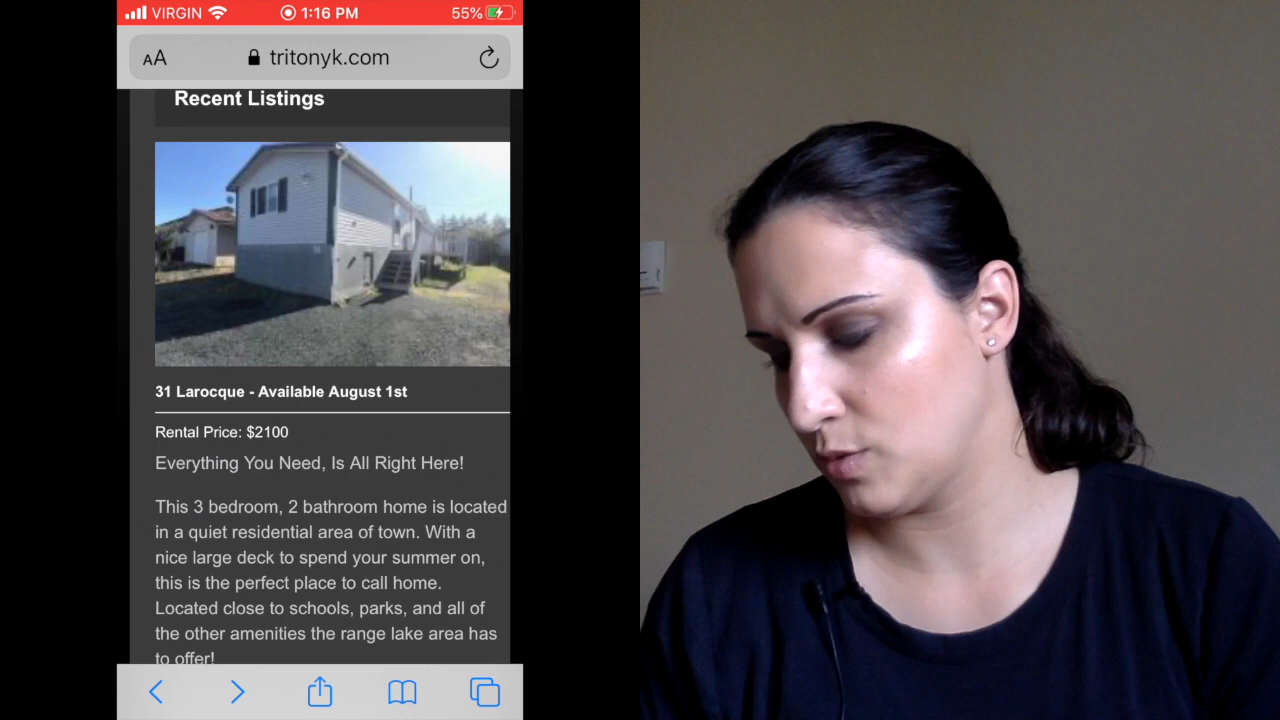 VIRGIN 1:16 PM 55%
AA tritonyk.com
Recent Listings
31 Larocque - Available August 1st
Rental Price: $2100
Everything You Need, Is All Right Here!
This 3 bedroom, 2 bathroom home is located
in a quiet residential area of town. With a
nice large deck to spend your summer on,
this is the perfect place to call home.
Located close to schools, parks, and all of
the other amenities the range lake area has
to offer!